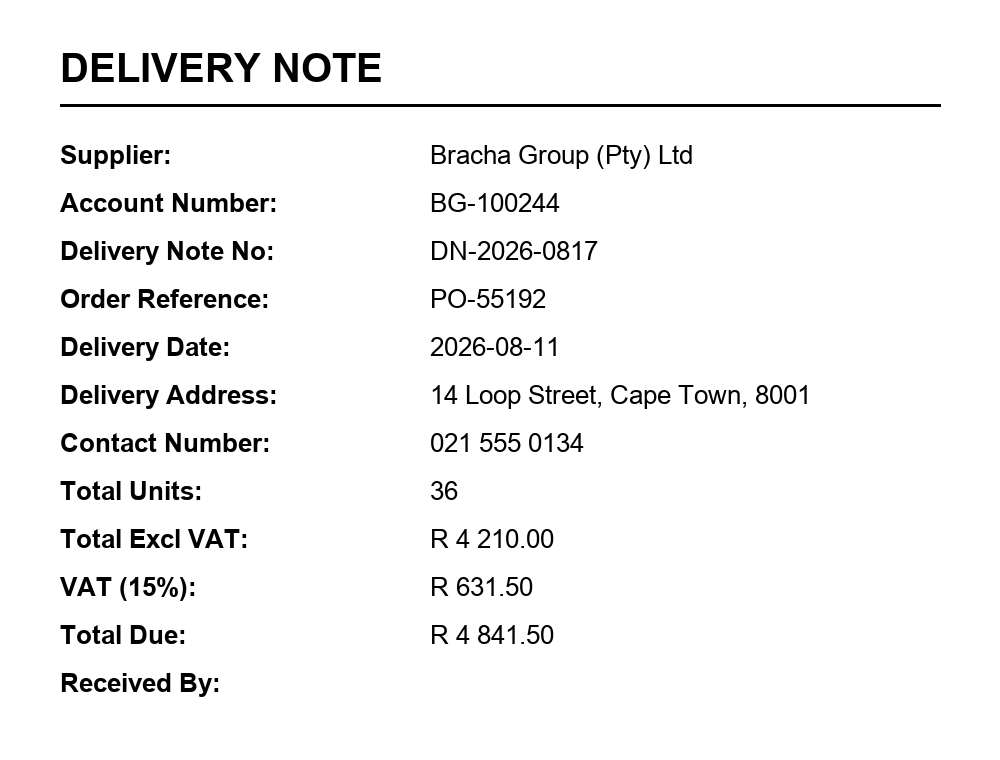 DELIVERY NOTE
Supplier: Bracha Group (Pty) Ltd
Account Number: BG-100244
Delivery Note No: DN-2026-0817
Order Reference: PO-55192
Delivery Date: 2026-08-11
Delivery Address: 14 Loop Street, Cape Town, 8001
Contact Number: 021 555 0134
Total Units: 36
Total Excl VAT: R 4 210.00
VAT (15%): R 631.50
Total Due: R 4 841.50
Received By: